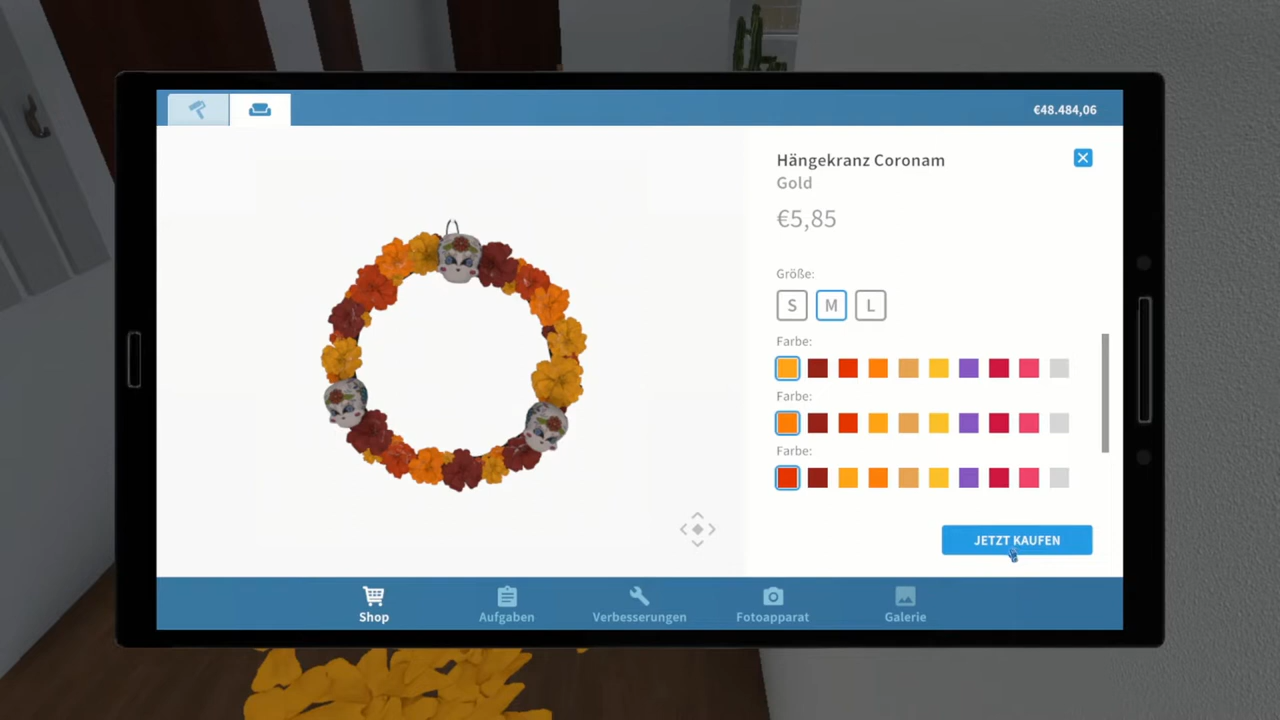 €48.484,06
Hängekranz Coronam
Gold
€5,85
Größe:
S M L
Farbe:
Farbe:
Farbe:
JETZT KAUFEN
Shop Aufgaben Verbesserungen Fotoapparat Galerie